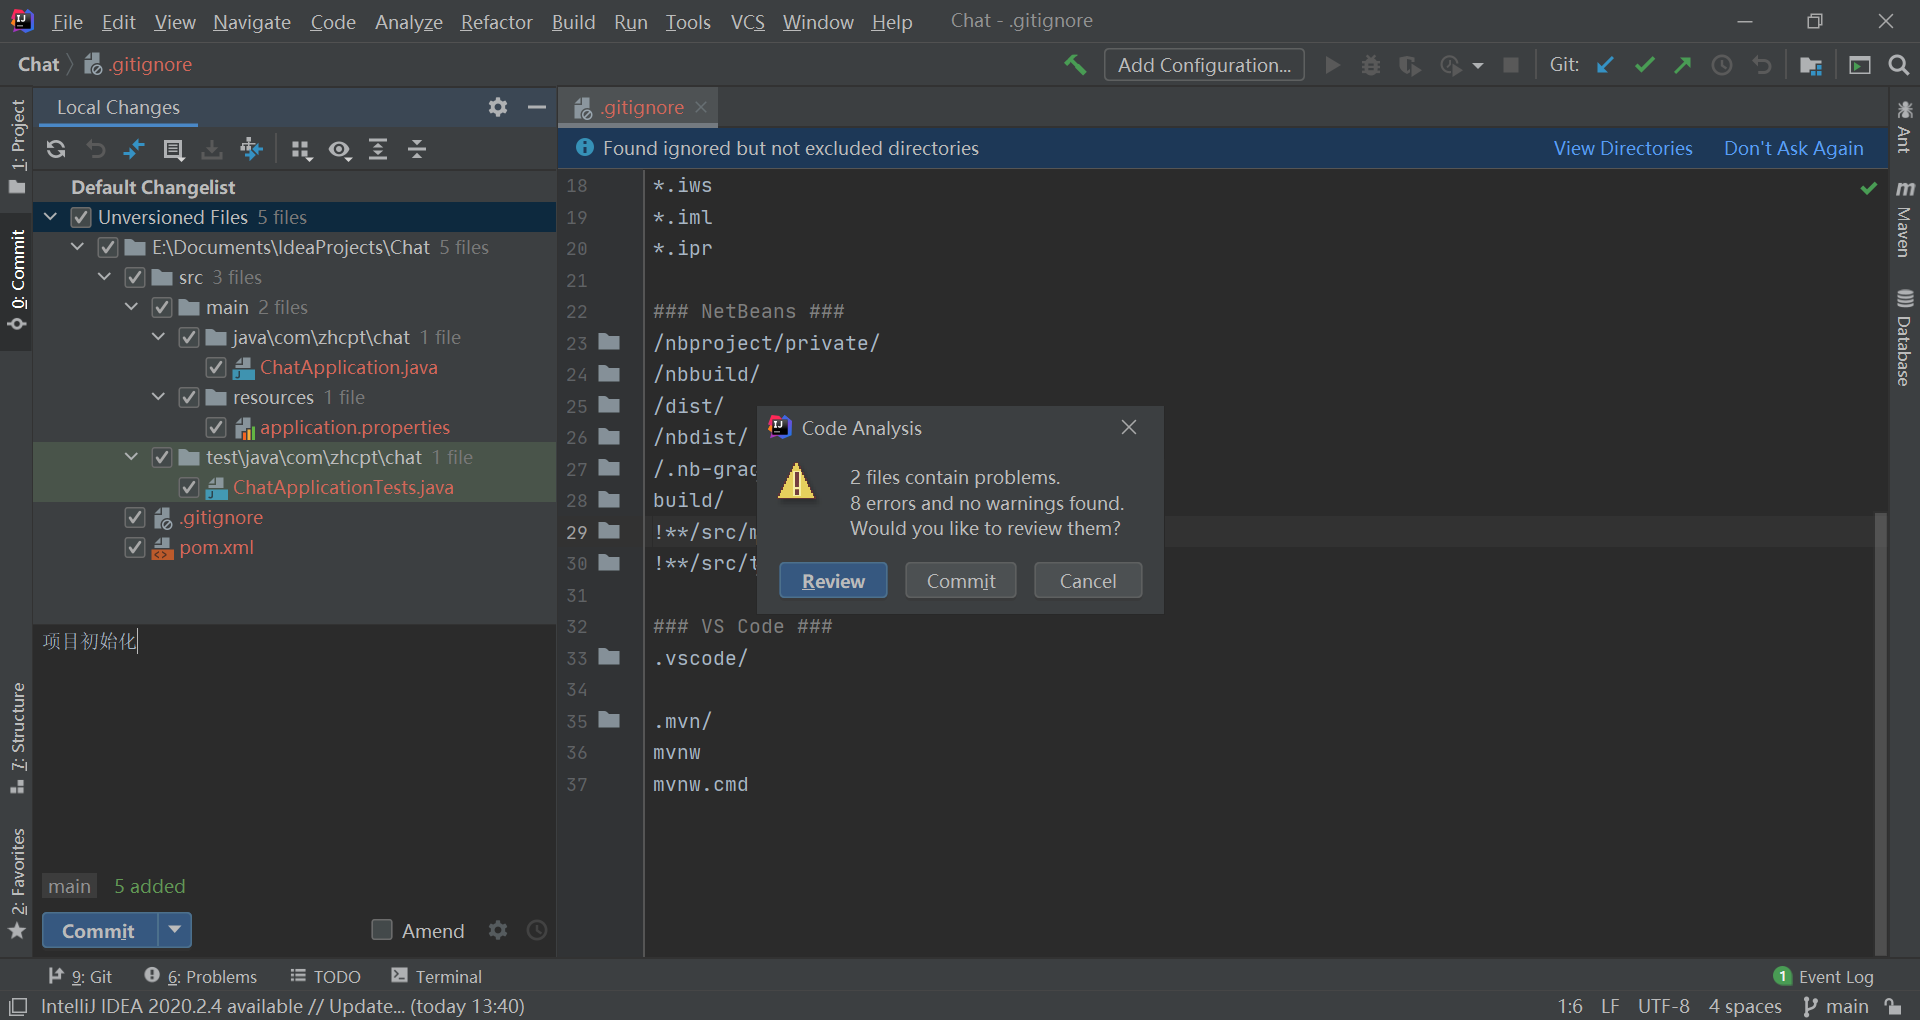 File Edit View Navigate Code Analyze Refactor Build Run Tools VCS Window Help Chat - .gitignore
Chat .gitignore Add Configuration... Git:
1: Project
0: Commit
7: Structure
2: Favorites
Local Changes
Default Changelist
Unversioned Files 5 files
E:\Documents\IdeaProjects\Chat 5 files
src 3 files
main 2 files
java\com\zhcpt\chat 1 file
ChatApplication.java
resources 1 file
application.properties
test\java\com\zhcpt\chat 1 file
ChatApplicationTests.java
.gitignore
pom.xml
项目初始化
main 5 added
Commit Amend
.gitignore
Found ignored but not excluded directories View Directories Don't Ask Again
18 *.iws
19 *.iml
20 *.ipr
21
22 ### NetBeans ###
23 /nbproject/private/
24 /nbbuild/
25 /dist/
26 /nbdist/
27 /.nb-grad
28 build/
29 !**/src/m
30 !**/src/t
31
32 ### VS Code ###
33 .vscode/
34
35 .mvn/
36 mvnw
37 mvnw.cmd
Code Analysis
2 files contain problems.
8 errors and no warnings found.
Would you like to review them?
Review Commit Cancel
Ant
Maven
Database
9: Git 6: Problems TODO Terminal 1 Event Log
IntelliJ IDEA 2020.2.4 available // Update... (today 13:40) 1:6 LF UTF-8 4 spaces main